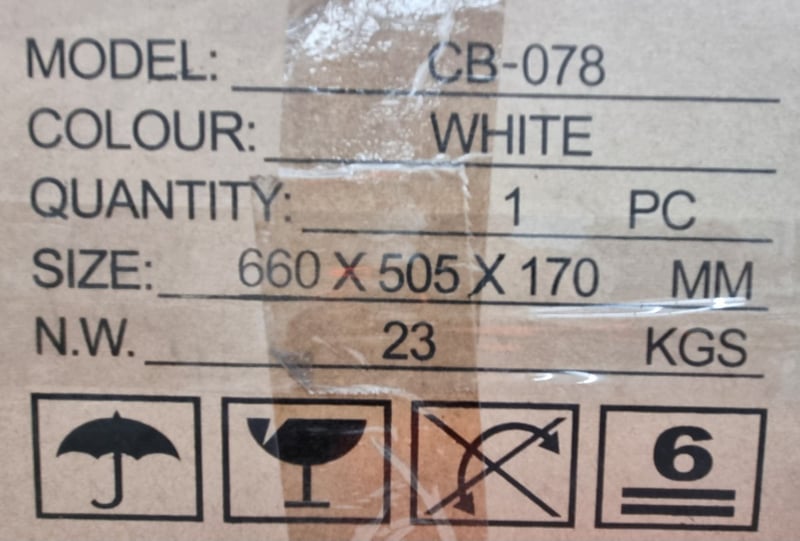 MODEL: CB-078
COLOUR: WHITE
QUANTITY: 1 PC
SIZE: 660 X 505 X 170 MM
N.W. 23 KGS
6